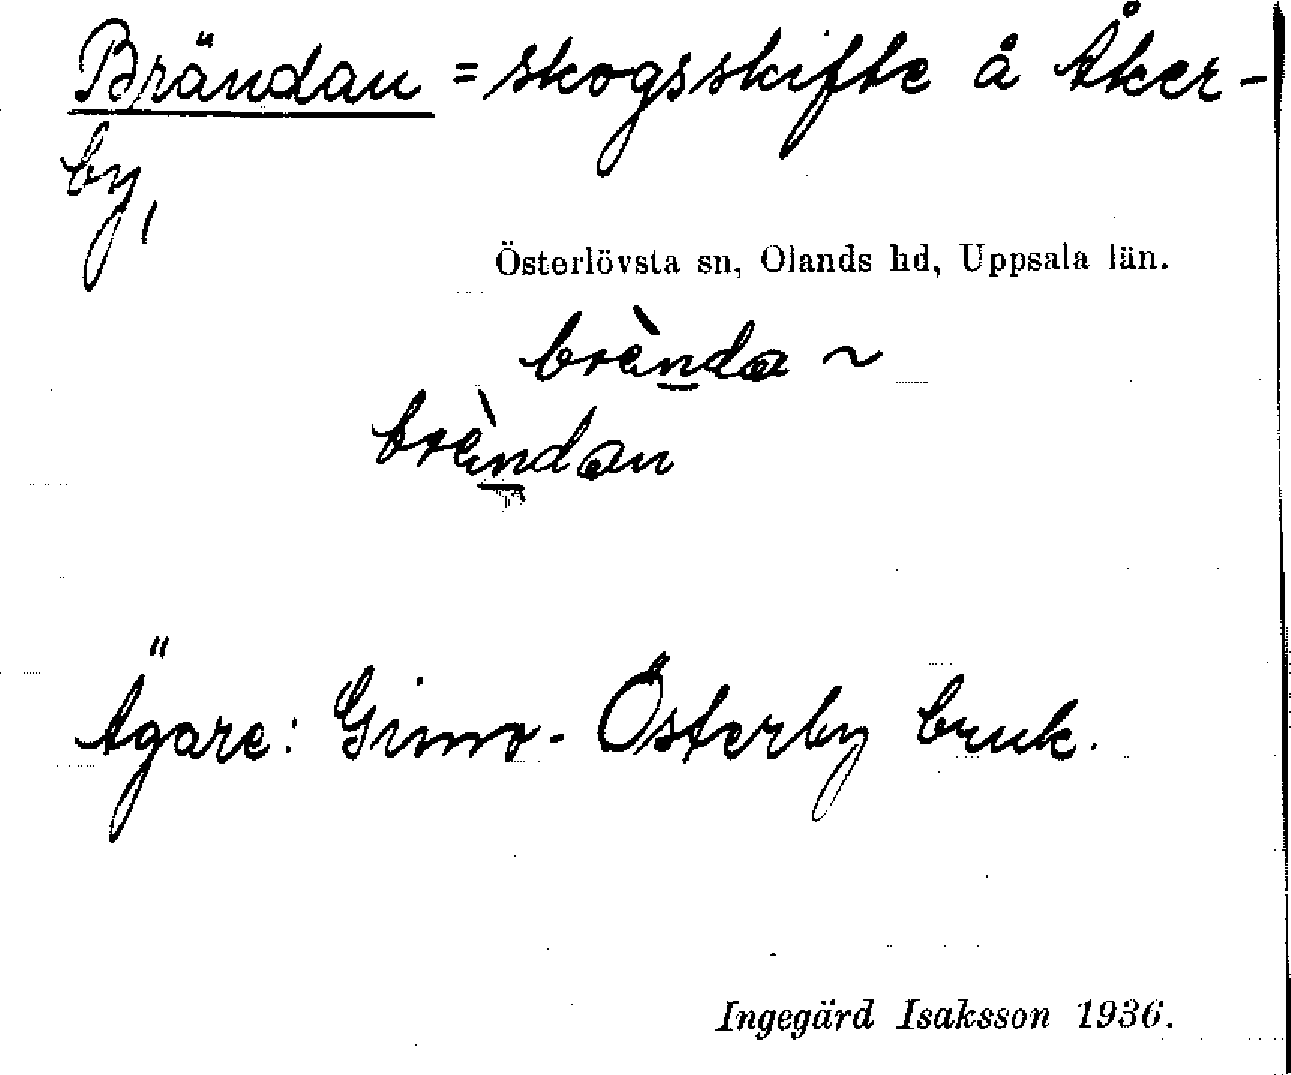 Brändan = skogsskifte å Åker-
by,
Österlövsta sn, Olands hd, Uppsala län.
brènda ~
brèndan
Ägare: Gimo-Österby bruk.
Ingegärd Isaksson 1936.